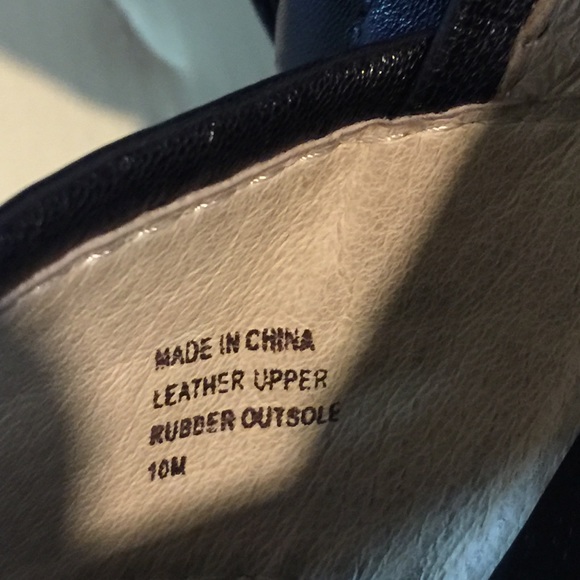 MADE IN CHINA
LEATHER UPPER
RUBBER OUTSOLE
10M